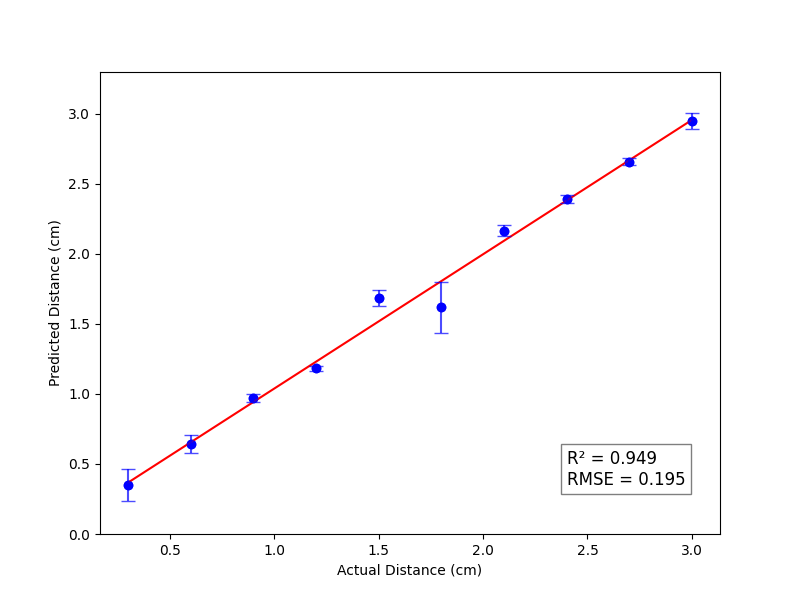 3.0
2.5
2.0
1.5
1.0
0.5
0.0
Predicted Distance (cm)
R² = 0.949
RMSE = 0.195
0.5 1.0 1.5 2.0 2.5 3.0
Actual Distance (cm)